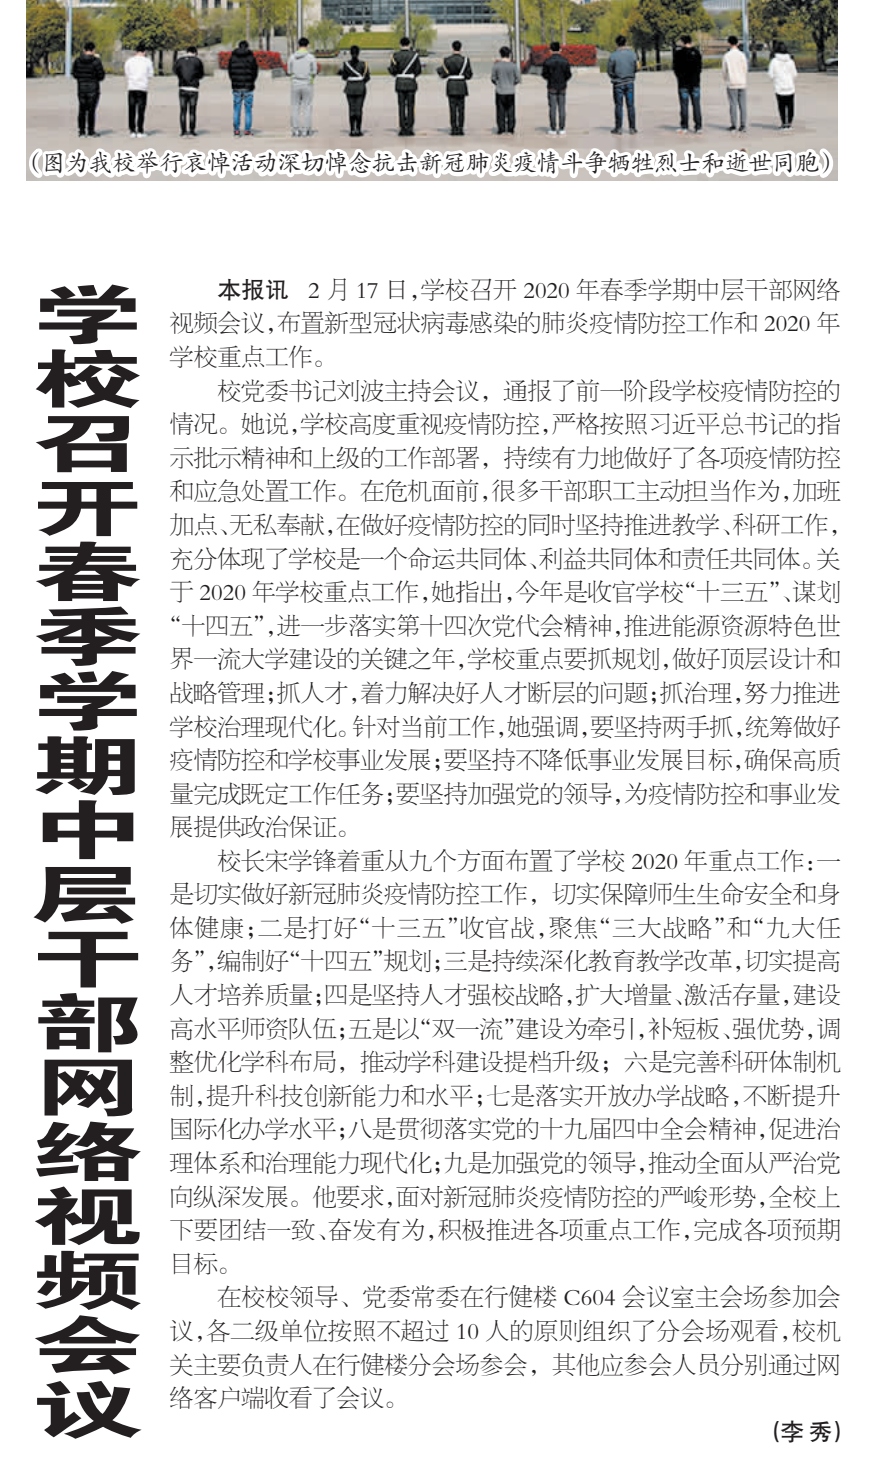 (图为我校举行哀悼活动深切悼念抗击新冠肺炎疫情斗争牺牲烈士和逝世同胞)
学校召开春季学期中层干部网络视频会议
本报讯 2 月 17 日,学校召开 2020 年春季学期中层干部网络
视频会议,布置新型冠状病毒感染的肺炎疫情防控工作和 2020 年
学校重点工作。
校党委书记刘波主持会议, 通报了前一阶段学校疫情防控的
情况。她说,学校高度重视疫情防控,严格按照习近平总书记的指
示批示精神和上级的工作部署, 持续有力地做好了各项疫情防控
和应急处置工作。在危机面前,很多干部职工主动担当作为,加班
加点、无私奉献,在做好疫情防控的同时坚持推进教学、科研工作,
充分体现了学校是一个命运共同体、利益共同体和责任共同体。关
于 2020 年学校重点工作,她指出,今年是收官学校“十三五”、谋划
“十四五”,进一步落实第十四次党代会精神,推进能源资源特色世
界一流大学建设的关键之年,学校重点要抓规划,做好顶层设计和
战略管理;抓人才,着力解决好人才断层的问题;抓治理,努力推进
学校治理现代化。针对当前工作,她强调,要坚持两手抓,统筹做好
疫情防控和学校事业发展;要坚持不降低事业发展目标,确保高质
量完成既定工作任务;要坚持加强党的领导,为疫情防控和事业发
展提供政治保证。
校长宋学锋着重从九个方面布置了学校 2020 年重点工作:一
是切实做好新冠肺炎疫情防控工作, 切实保障师生生命安全和身
体健康;二是打好“十三五”收官战,聚焦“三大战略”和“九大任
务”,编制好“十四五”规划;三是持续深化教育教学改革,切实提高
人才培养质量;四是坚持人才强校战略,扩大增量、激活存量,建设
高水平师资队伍;五是以“双一流”建设为牵引,补短板、强优势,调
整优化学科布局, 推动学科建设提档升级; 六是完善科研体制机
制,提升科技创新能力和水平;七是落实开放办学战略,不断提升
国际化办学水平;八是贯彻落实党的十九届四中全会精神,促进治
理体系和治理能力现代化;九是加强党的领导,推动全面从严治党
向纵深发展。他要求,面对新冠肺炎疫情防控的严峻形势,全校上
下要团结一致、奋发有为,积极推进各项重点工作,完成各项预期
目标。
在校校领导、党委常委在行健楼 C604 会议室主会场参加会
议,各二级单位按照不超过 10 人的原则组织了分会场观看,校机
关主要负责人在行健楼分会场参会, 其他应参会人员分别通过网
络客户端收看了会议。
(李 秀)